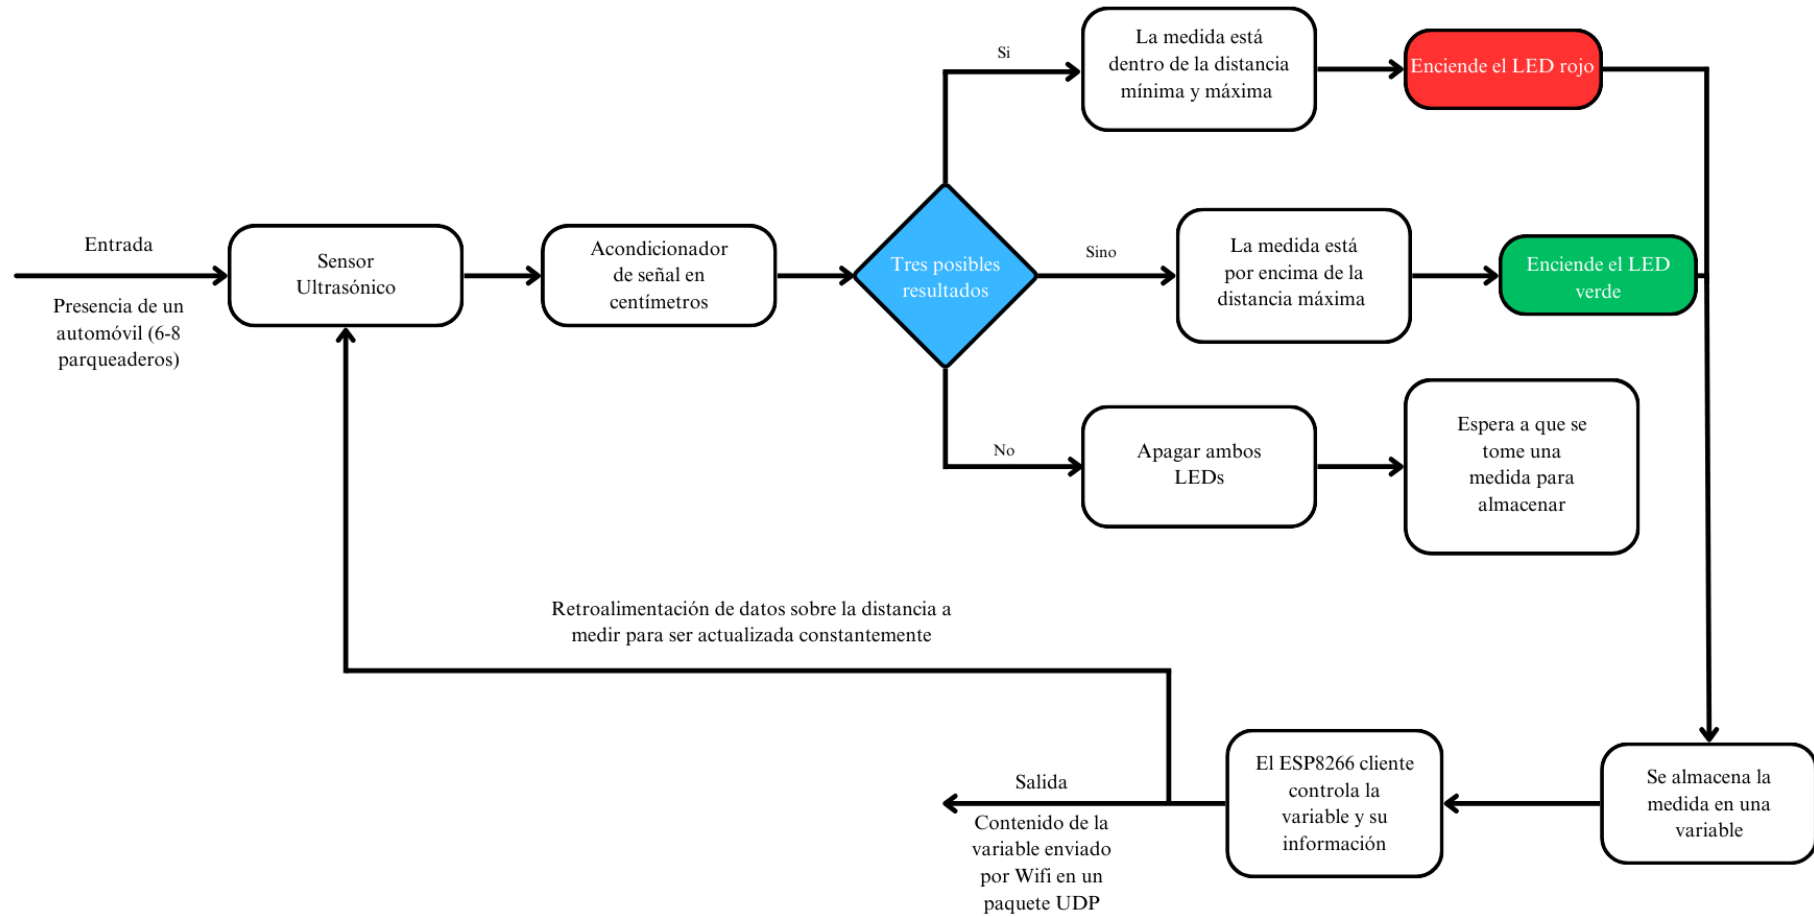 Entrada
Presencia de un
automóvil (6-8
parqueaderos)
Sensor
Ultrasónico
Acondicionador
de señal en
centímetros
Tres posibles
resultados
Si
La medida está
dentro de la distancia
mínima y máxima
Enciende el LED rojo
Sino
La medida está
por encima de la
distancia máxima
Enciende el LED
verde
No
Apagar ambos
LEDs
Espera a que se
tome una
medida para
almacenar
Retroalimentación de datos sobre la distancia a
medir para ser actualizada constantemente
Se almacena la
medida en una
variable
El ESP8266 cliente
controla la
variable y su
información
Salida
Contenido de la
variable enviado
por Wifi en un
paquete UDP